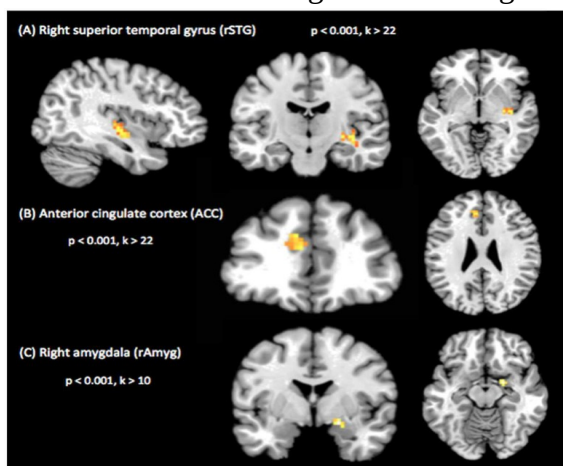 (A) Right superior temporal gyrus (rSTG) p < 0.001, k > 22
(B) Anterior cingulate cortex (ACC)
p < 0.001, k > 22
(C) Right amygdala (rAmyg)
p < 0.001, k > 10